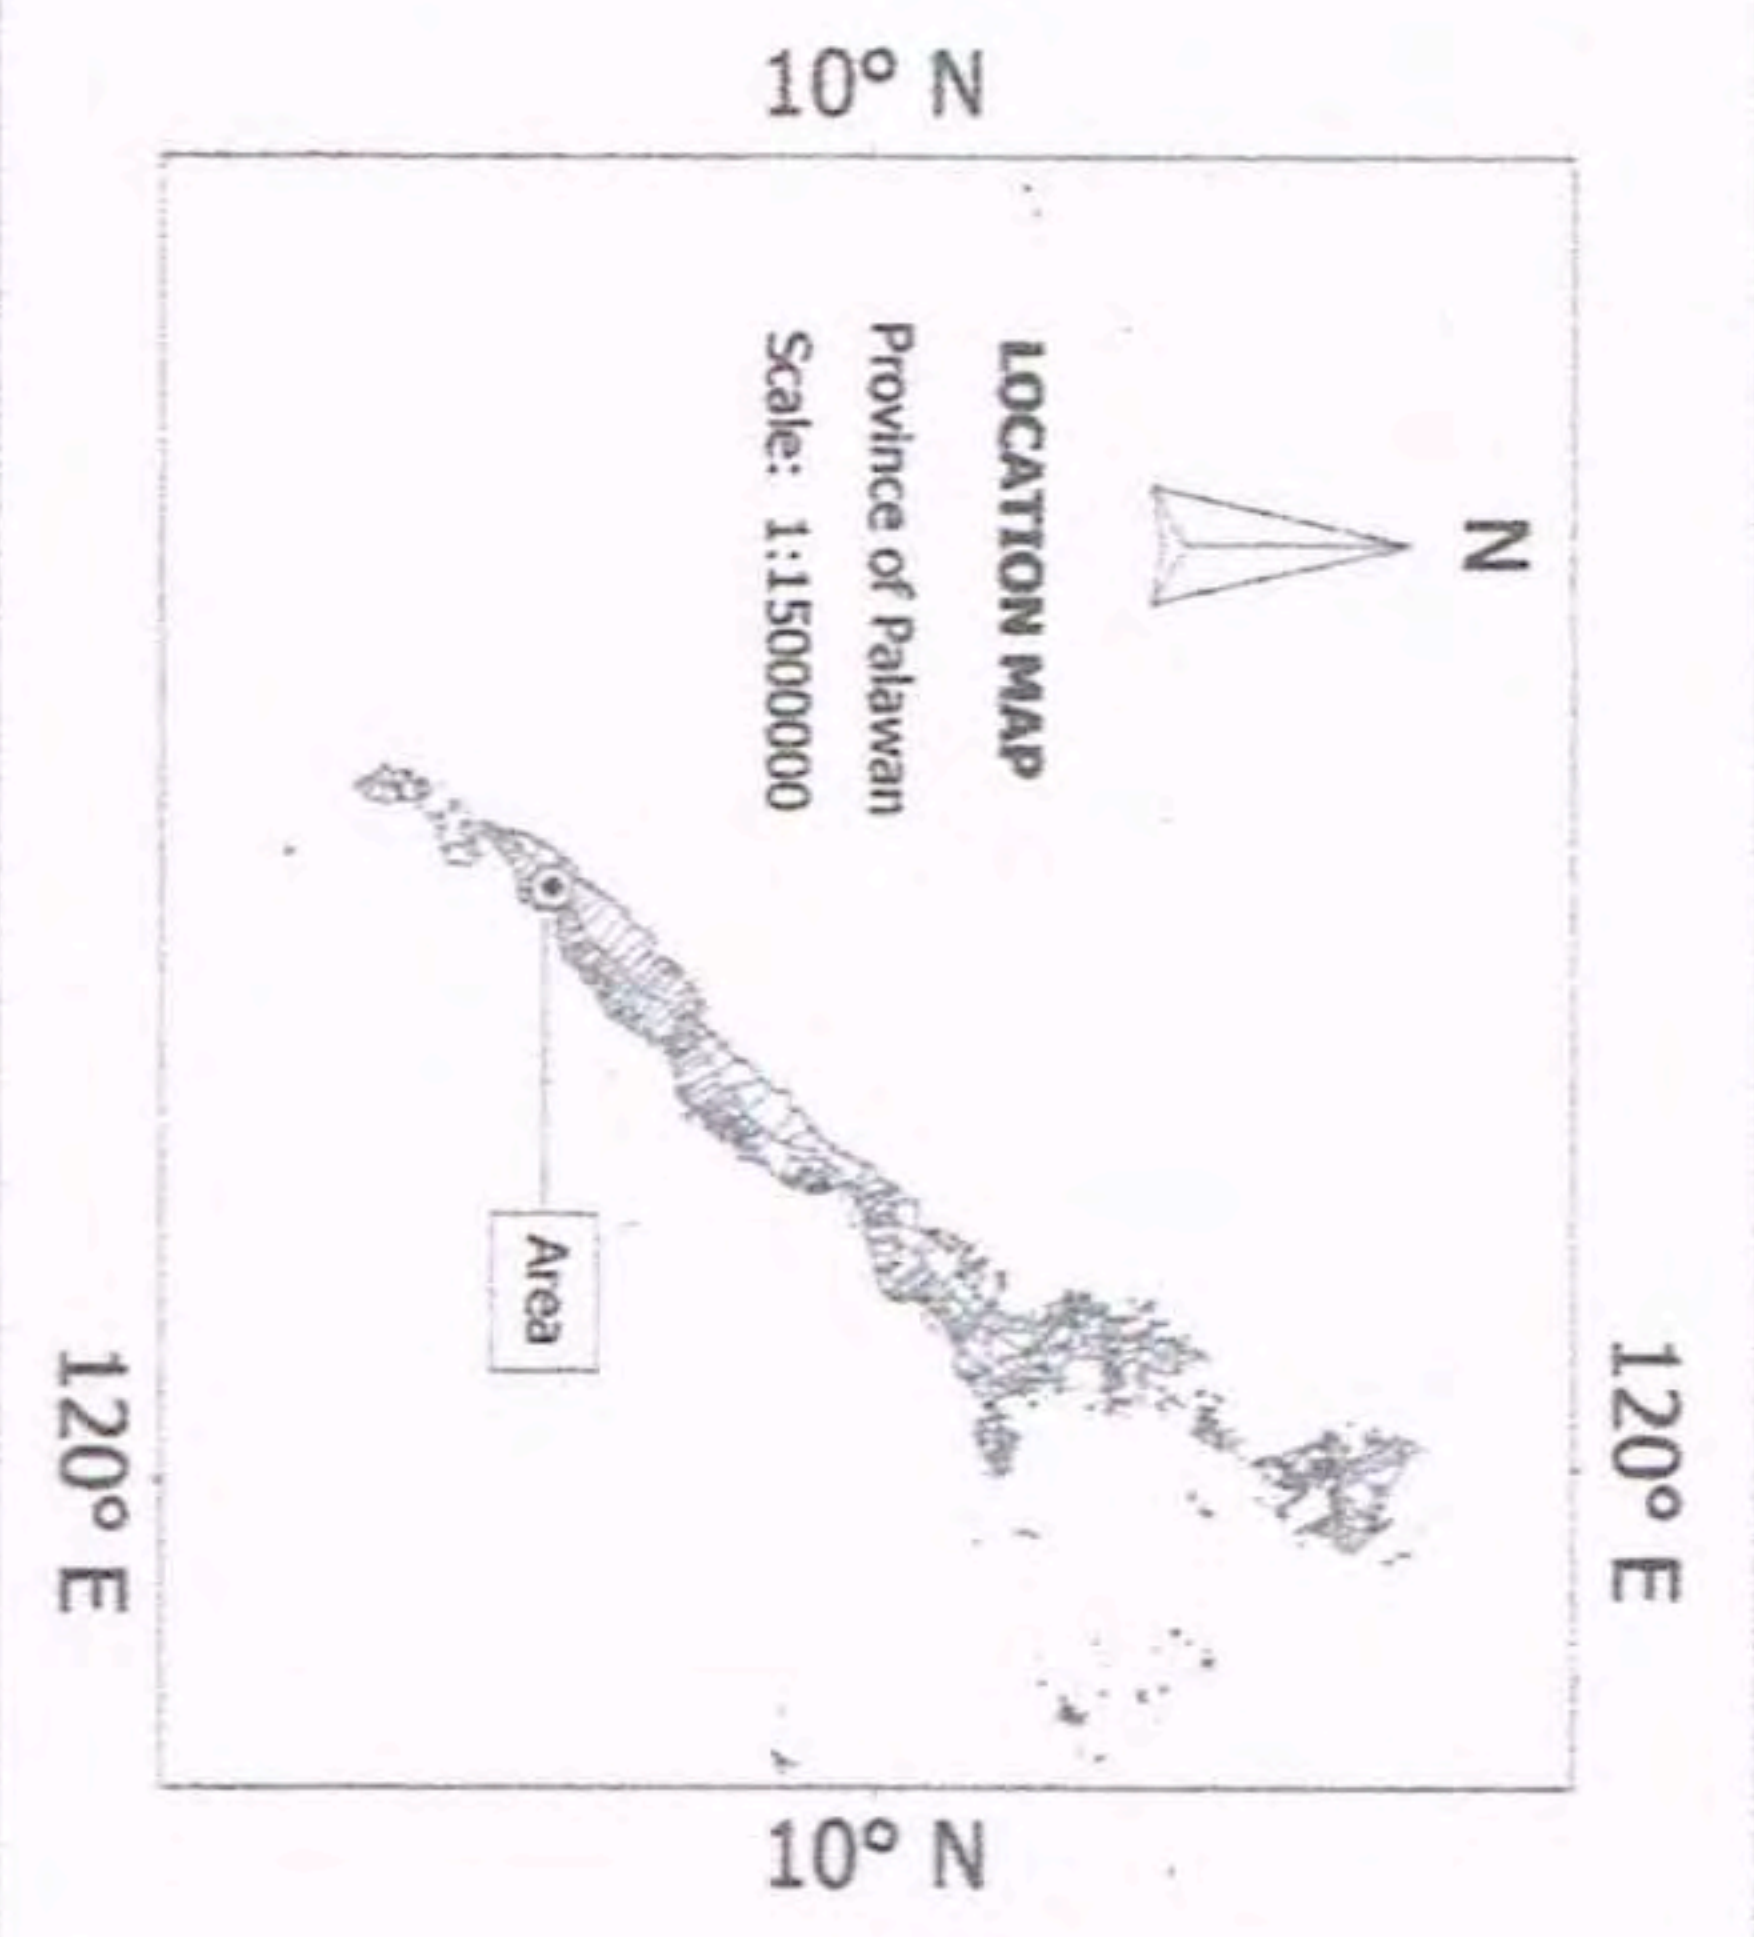 120° E
N
LOCATION MAP
10° N
Province of Palawan
10° N
Scale: 1:15000000
Area
120° E